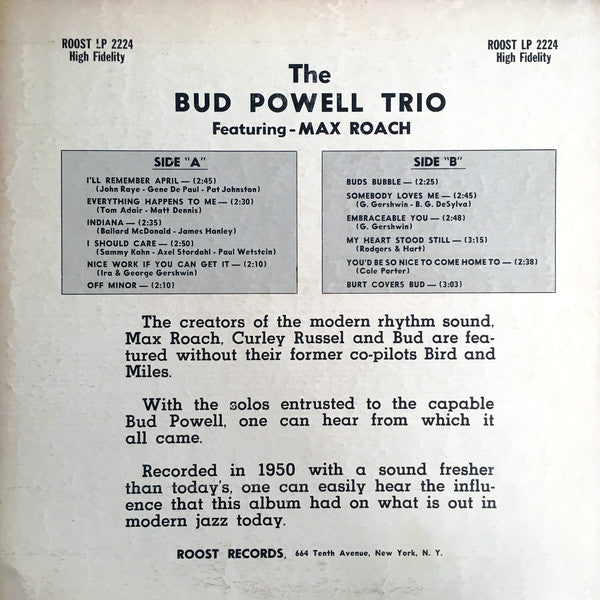 ROOST LP 2224
High Fidelity
ROOST LP 2224
High Fidelity
The
BUD POWELL TRIO
Featuring - MAX ROACH
SIDE "A"
I'LL REMEMBER APRIL — (2:45)
(John Raye - Gene De Paul - Pat Johnston)
EVERYTHING HAPPENS TO ME — (2:30)
(Tom Adair - Matt Dennis)
INDIANA — (2:35)
(Ballard McDonald - James Hanley)
I SHOULD CARE — (2:50)
(Sammy Kahn - Axel Stordahl - Paul Wetstein)
NICE WORK IF YOU CAN GET IT — (2:10)
(Ira & George Gershwin)
OFF MINOR — (2:10)
SIDE "B"
BUDS BUBBLE — (2:25)
SOMEBODY LOVES ME — (2:45)
(G. Gershwin - B. G. DeSylva)
EMBRACEABLE YOU — (2:48)
(G. Gershwin)
MY HEART STOOD STILL — (3:15)
(Rodgers & Hart)
YOU'D BE SO NICE TO COME HOME TO — (2:38)
(Cole Porter)
BURT COVERS BUD — (3:03)
The creators of the modern rhythm sound,
Max Roach, Curley Russel and Bud are fea-
tured without their former co-pilots Bird and
Miles.
With the solos entrusted to the capable
Bud Powell, one can hear from which it
all came.
Recorded in 1950 with a sound fresher
than today's, one can easily hear the influ-
ence that this album had on what is out in
modern jazz today.
ROOST RECORDS, 664 Tenth Avenue, New York, N. Y.